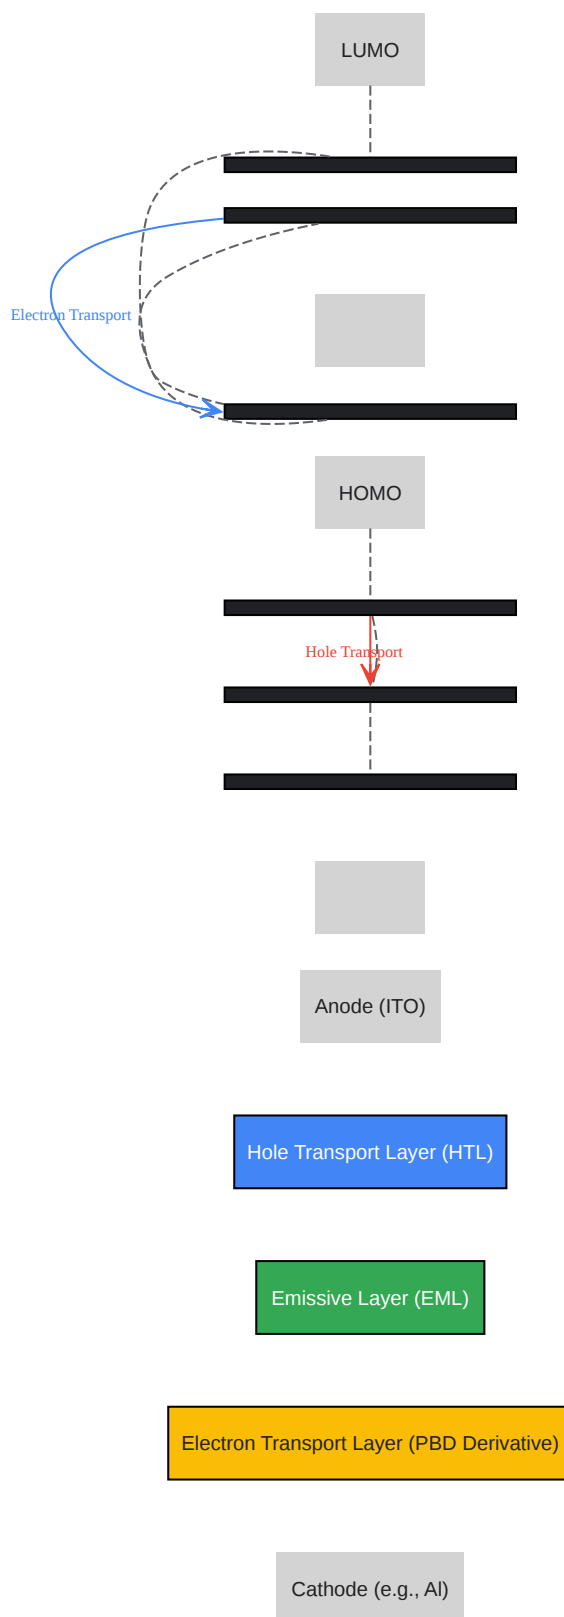 LUMO
Electron Transport
HOMO
Hole Transport
Anode (ITO)
Hole Transport Layer (HTL)
Emissive Layer (EML)
Electron Transport Layer (PBD Derivative)
Cathode (e.g., Al)